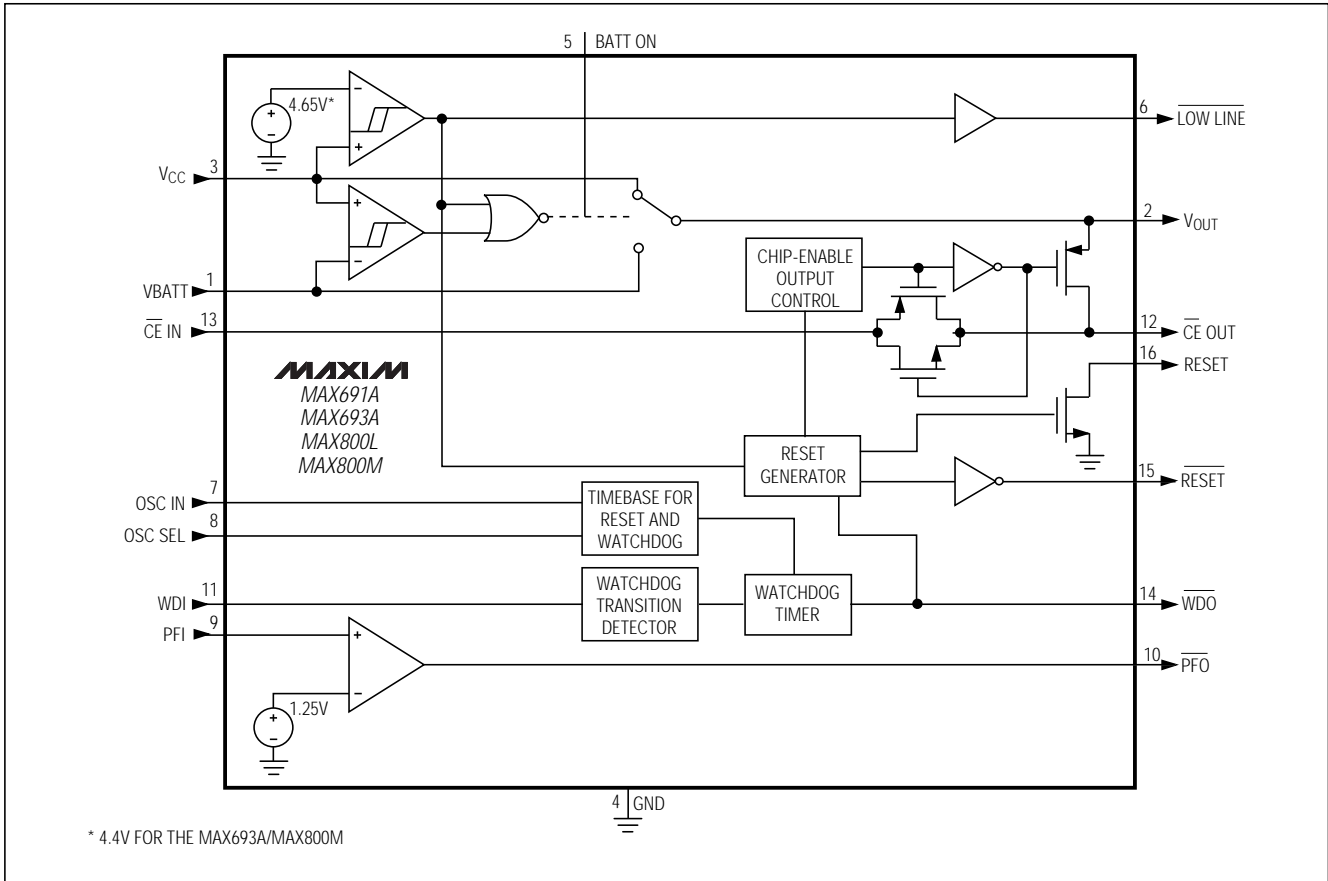 5 BATT ON
4.65V*
+
−
−
+
6 LOW LINE
VCC 3
+
−
2 VOUT
CHIP-ENABLE
OUTPUT
CONTROL
VBATT 1
CE IN 13
12 CE OUT
16 RESET
MAXIM
MAX691A
MAX693A
MAX800L
MAX800M
RESET
GENERATOR
15 RESET
OSC IN 7
OSC SEL 8
TIMEBASE FOR
RESET AND
WATCHDOG
WDI 11
WATCHDOG
TRANSITION
DETECTOR
WATCHDOG
TIMER
14 WDO
PFI 9
+
−
10 PFO
1.25V
+
−
4 GND
* 4.4V FOR THE MAX693A/MAX800M